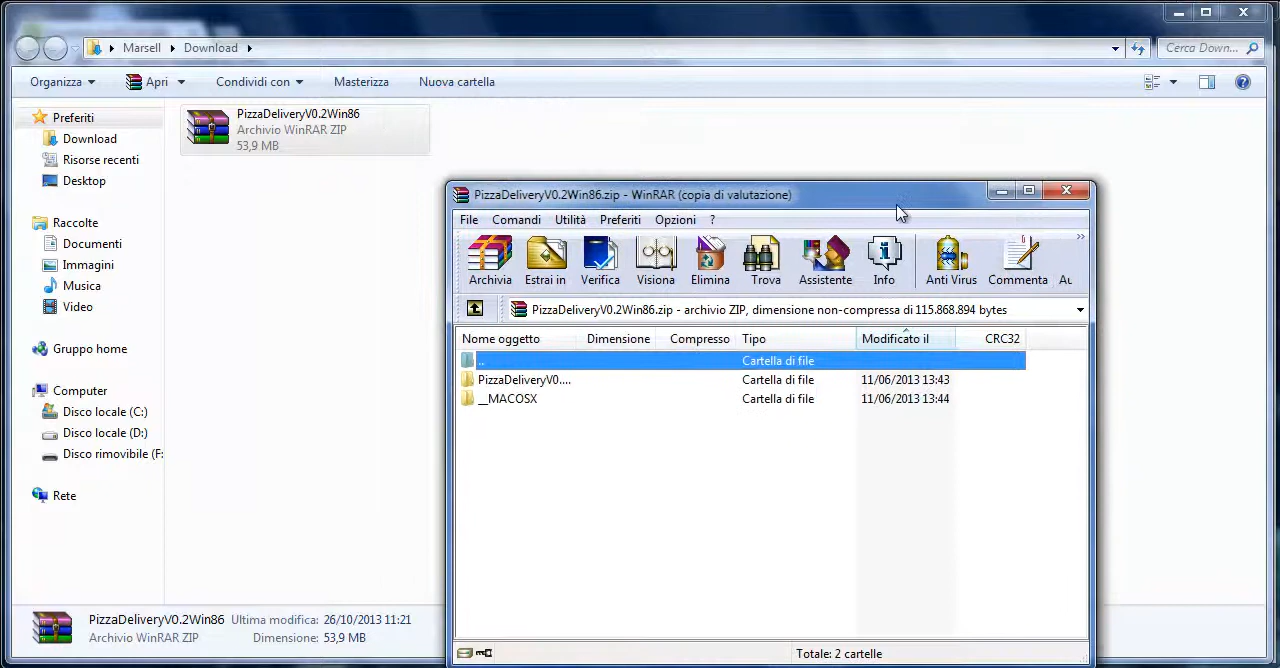 Marsell
Download
Cerca Down...
Organizza
Apri
Condividi con
Masterizza
Nuova cartella
Preferiti
Download
Risorse recenti
Desktop
Raccolte
Documenti
Immagini
Musica
Video
Gruppo home
Computer
Disco locale (C:)
Disco locale (D:)
Disco rimovibile (F:
Rete
PizzaDeliveryV0.2Win86
Archivio WinRAR ZIP
53,9 MB
PizzaDeliveryV0.2Win86.zip - WinRAR (copia di valutazione)
File Comandi Utilità Preferiti Opzioni ?
Archivia Estrai in Verifica Visiona Elimina Trova Assistente Info Anti Virus Commenta Au
PizzaDeliveryV0.2Win86.zip - archivio ZIP, dimensione non-compressa di 115.868.894 bytes
Nome oggetto Dimensione Compresso Tipo Modificato il CRC32
.. Cartella di file
PizzaDeliveryV0.... Cartella di file 11/06/2013 13:43
__MACOSX Cartella di file 11/06/2013 13:44
Totale: 2 cartelle
PizzaDeliveryV0.2Win86 Ultima modifica: 26/10/2013 11:21
Archivio WinRAR ZIP Dimensione: 53,9 MB